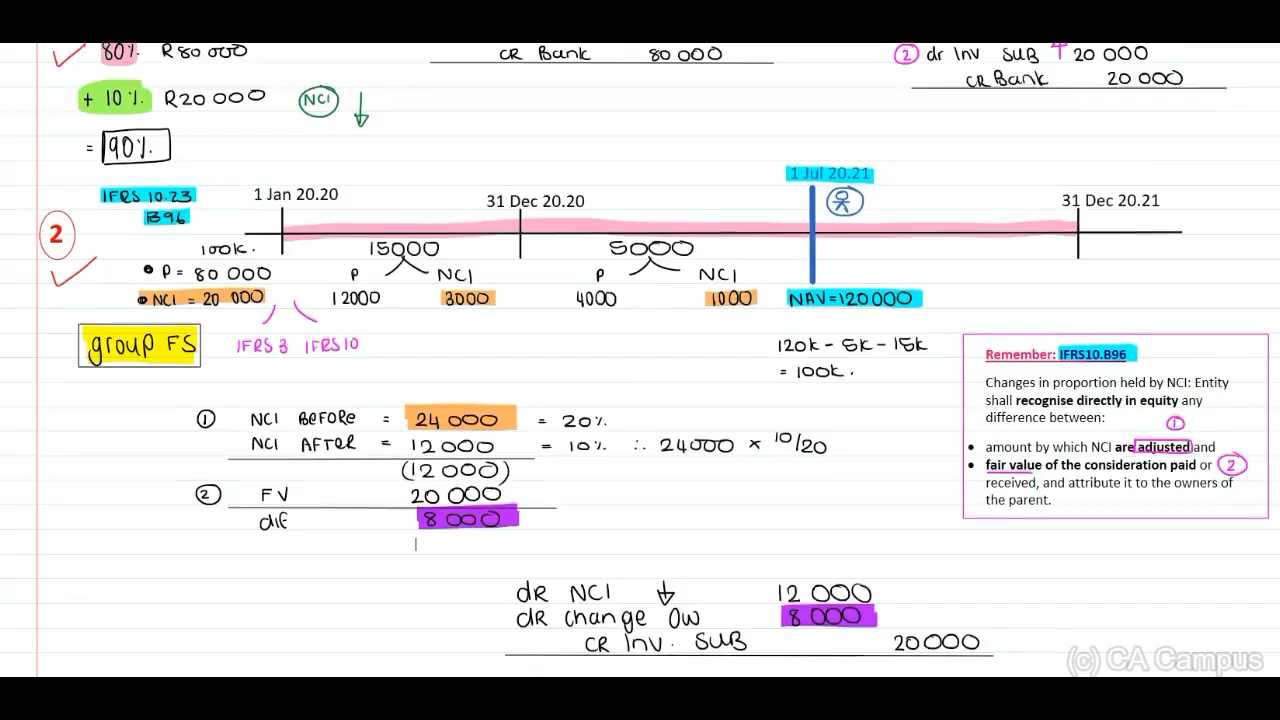 80% R80 000
CR Bank 80 000
② dr Inv SUB ↑ 20 000
CR Bank 20 000
+ 10% R20 000 NCI ↓
= 90%
IFRS 10.23
B96
1 Jan 20.20
31 Dec 20.20
1 Jul 20.21
31 Dec 20.21
2
100k.
15000
5000
• P = 80 000
P NCI
P NCI
• NCI = 20 000
12000 3000
4000 1000
NAV=120000
group FS
IFRS 3 IFRS10
120k - 5k - 15k
= 100k.
① NCI BEFORE = 24 000 = 20%
NCI AFTER = 12 000 = 10% ∴ 24000 × 10/20
(12 000)
② FV 20 000
diff 8 000
dR NCI ↓ 12 000
dR change OW 8 000
CR Inv. SUB 20000
Remember: IFRS10.B96
Changes in proportion held by NCI: Entity
shall recognise directly in equity any
difference between:
①
• amount by which NCI are adjusted and
• fair value of the consideration paid or ②
received, and attribute it to the owners of
the parent.
(c) CA Campus